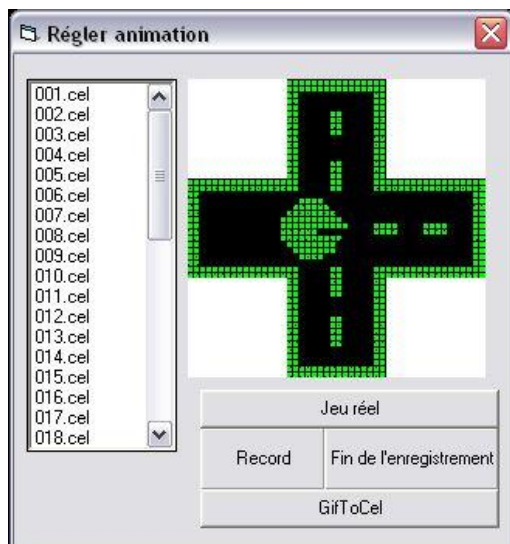 Régler animation
001.cel
002.cel
003.cel
004.cel
005.cel
006.cel
007.cel
008.cel
009.cel
010.cel
011.cel
012.cel
013.cel
014.cel
015.cel
016.cel
017.cel
018.cel
Jeu réel
Record
Fin de l'enregistrement
GifToCel